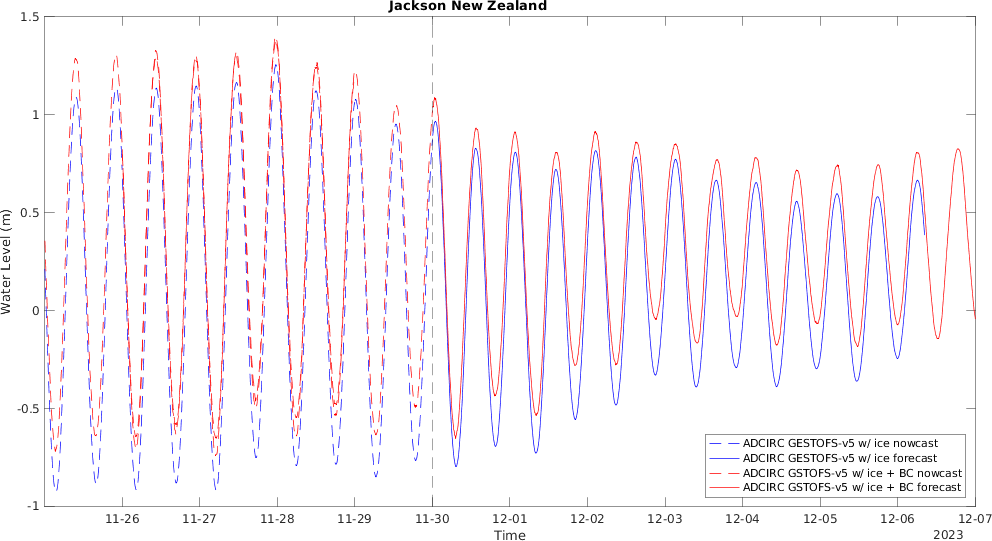 Jackson New Zealand
1.5
1
0.5
0
-0.5
-1
Water Level (m)
11-26
11-27
11-28
11-29
11-30
12-01
12-02
12-03
12-04
12-05
12-06
12-07
Time
2023
ADCIRC GESTOFS-v5 w/ ice nowcast
ADCIRC GESTOFS-v5 w/ ice forecast
ADCIRC GSTOFS-v5 w/ ice + BC nowcast
ADCIRC GSTOFS-v5 w/ ice + BC forecast